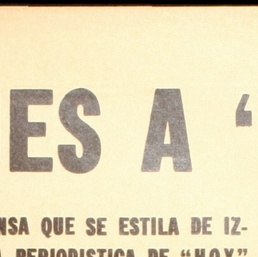 ES A "
NSA QUE SE ESTILA DE IZ-
A PERIODISTICA DE "HOY"